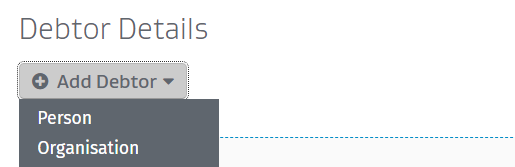 Debtor Details
Add Debtor
Person
Organisation